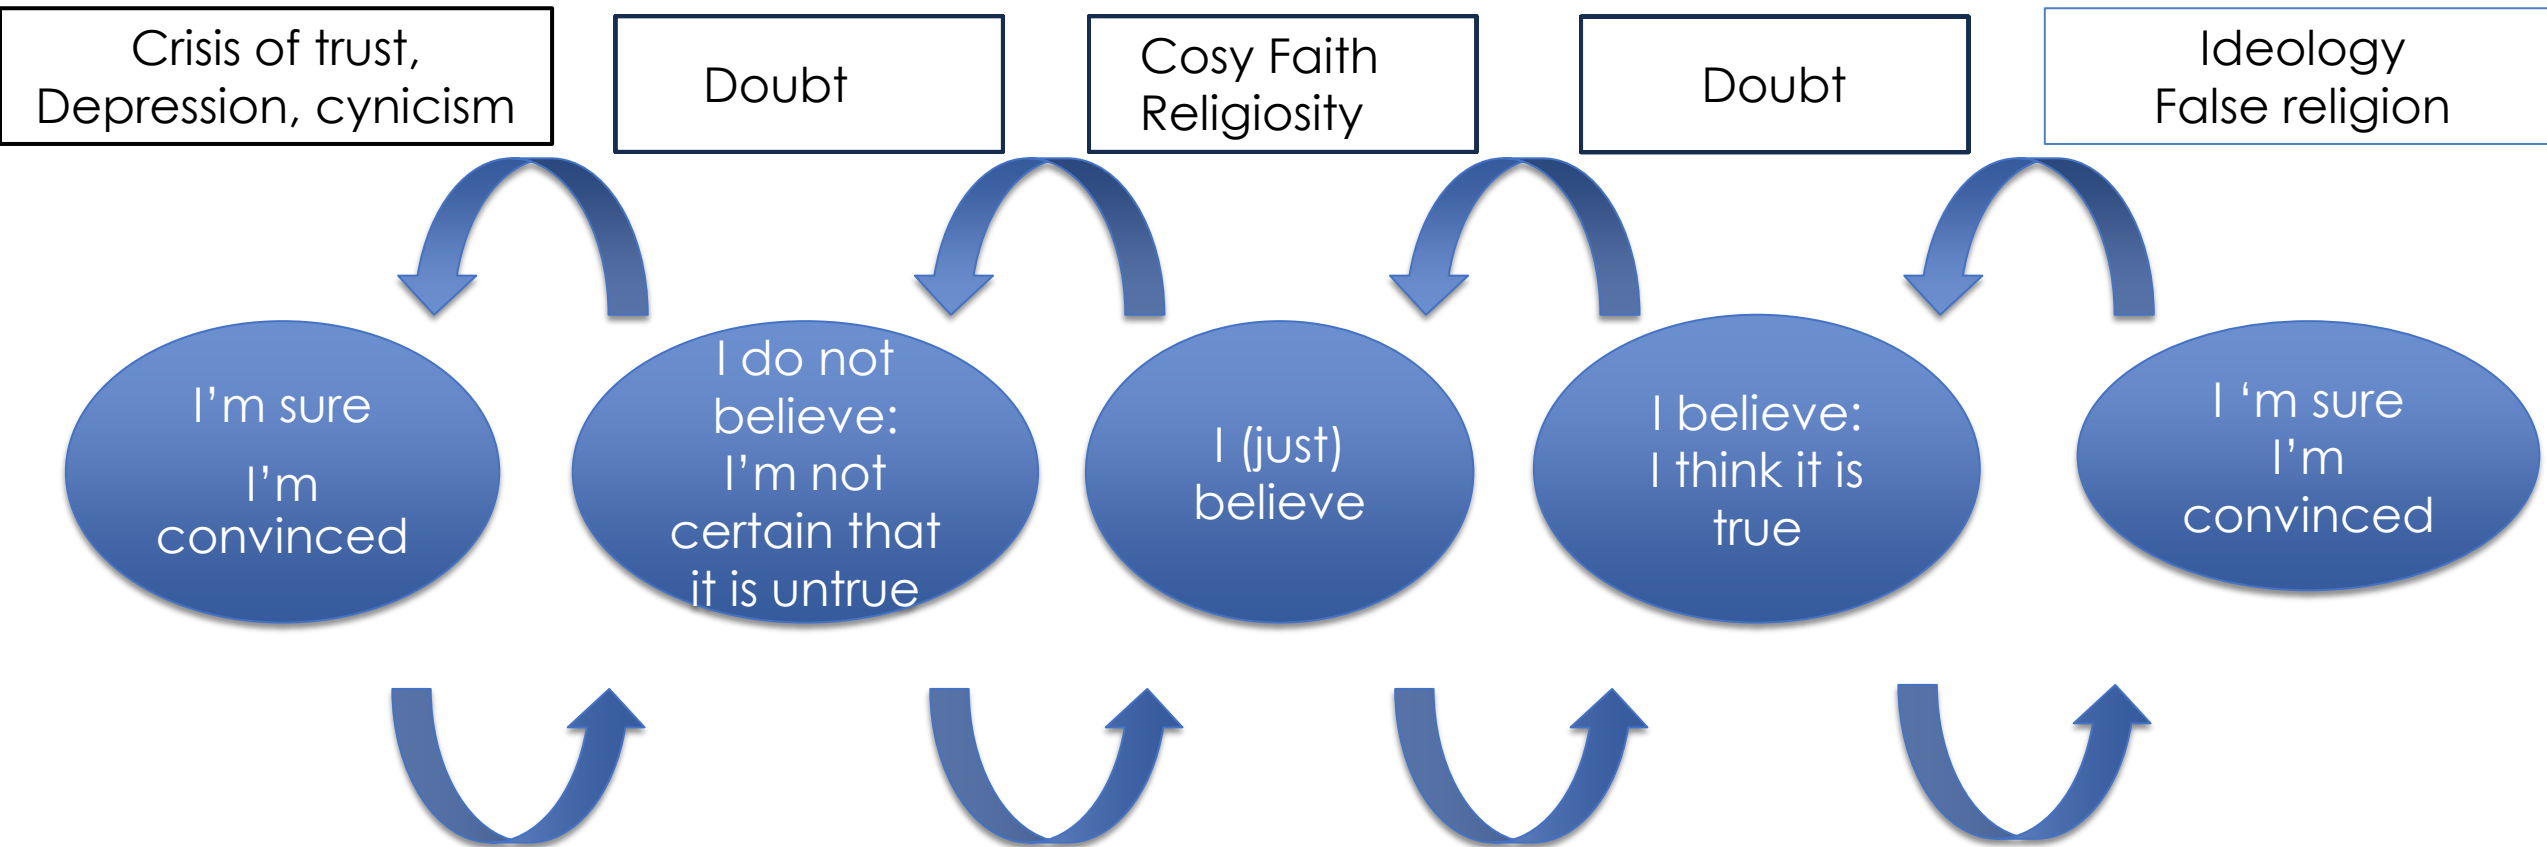 Crisis of trust,
Depression, cynicism
Doubt
Cosy Faith
Religiosity
Doubt
Ideology
False religion
I’m sure
I’m
convinced
I do not
believe:
I’m not
certain that
it is untrue
I (just)
believe
I believe:
I think it is
true
I ‘m sure
I’m
convinced